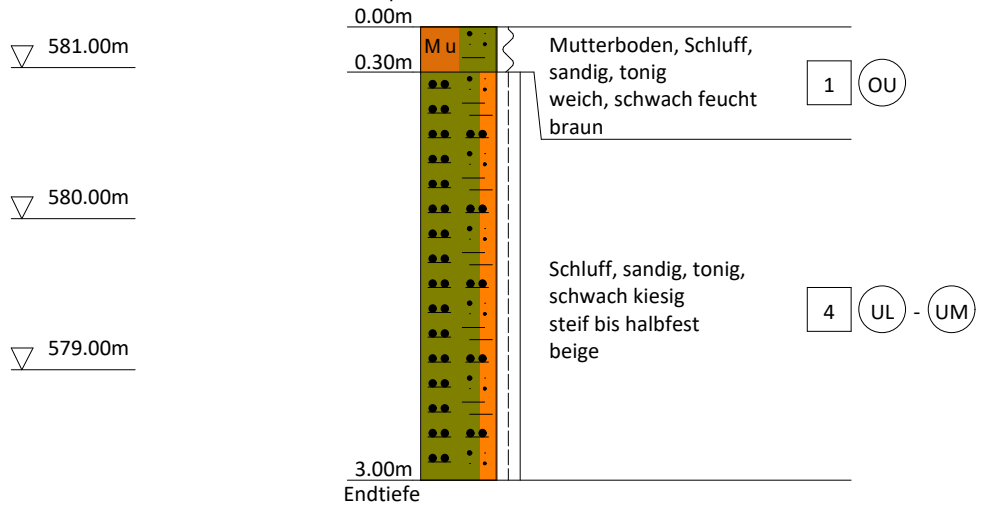 0.00m
581.00m
M u
0.30m
Mutterboden, Schluff,
sandig, tonig
weich, schwach feucht
braun
1 OU
580.00m
Schluff, sandig, tonig,
schwach kiesig
steif bis halbfest
beige
4 UL - UM
579.00m
3.00m
Endtiefe